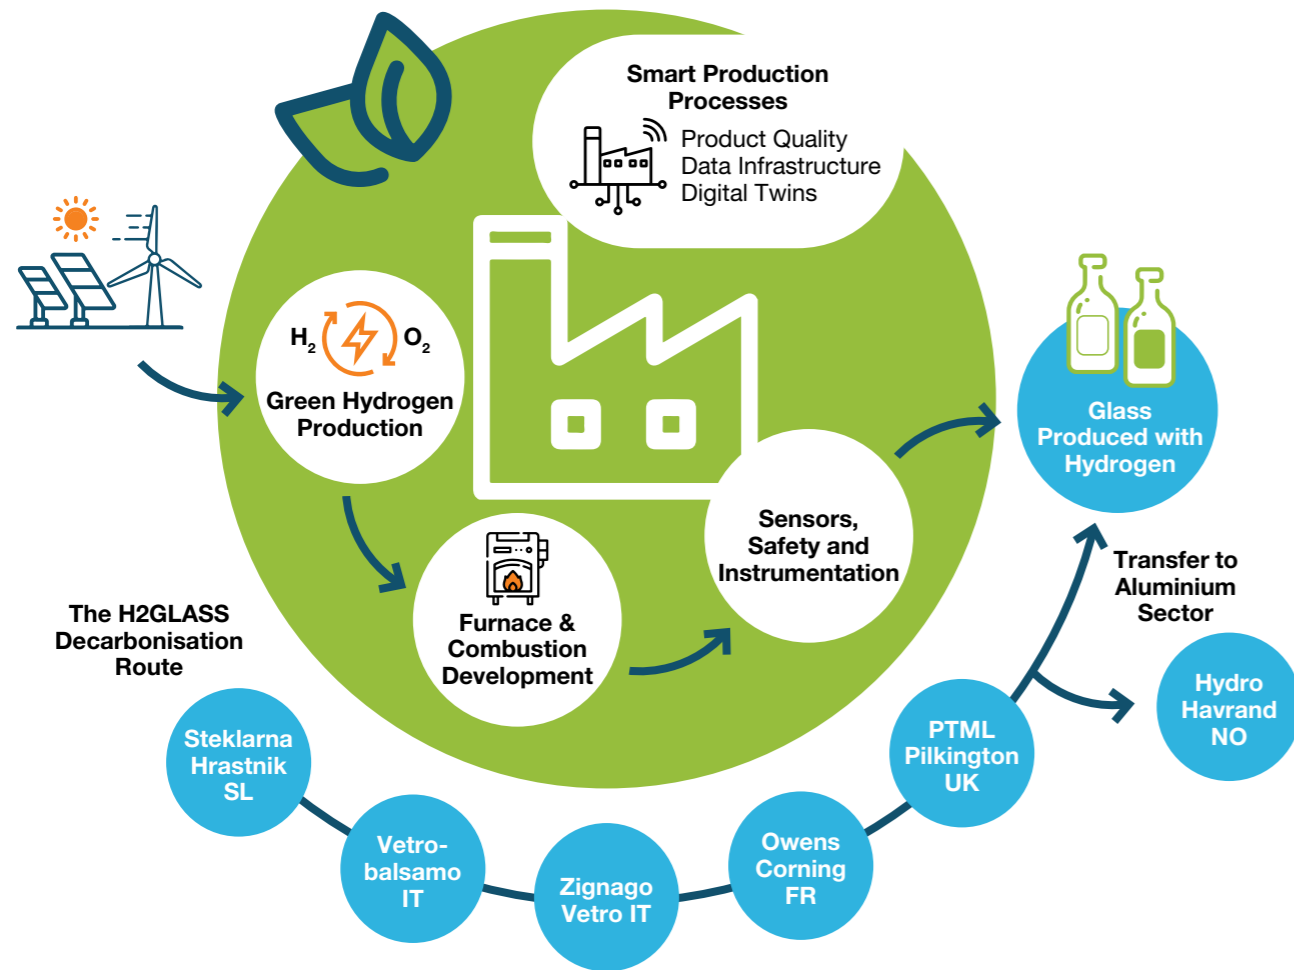 Smart Production
Processes
Product Quality
Data Infrastructure
Digital Twins
H2
O2
Green Hydrogen
Production
Glass
Produced with
Hydrogen
Sensors,
Safety and
Instrumentation
Furnace &
Combustion
Development
Transfer to
Aluminium
Sector
The H2GLASS
Decarbonisation
Route
Hydro
Havrand
NO
Steklarna
Hrastnik
SL
Vetro-
balsamo
IT
Zignago
Vetro IT
Owens
Corning
FR
PTML
Pilkington
UK